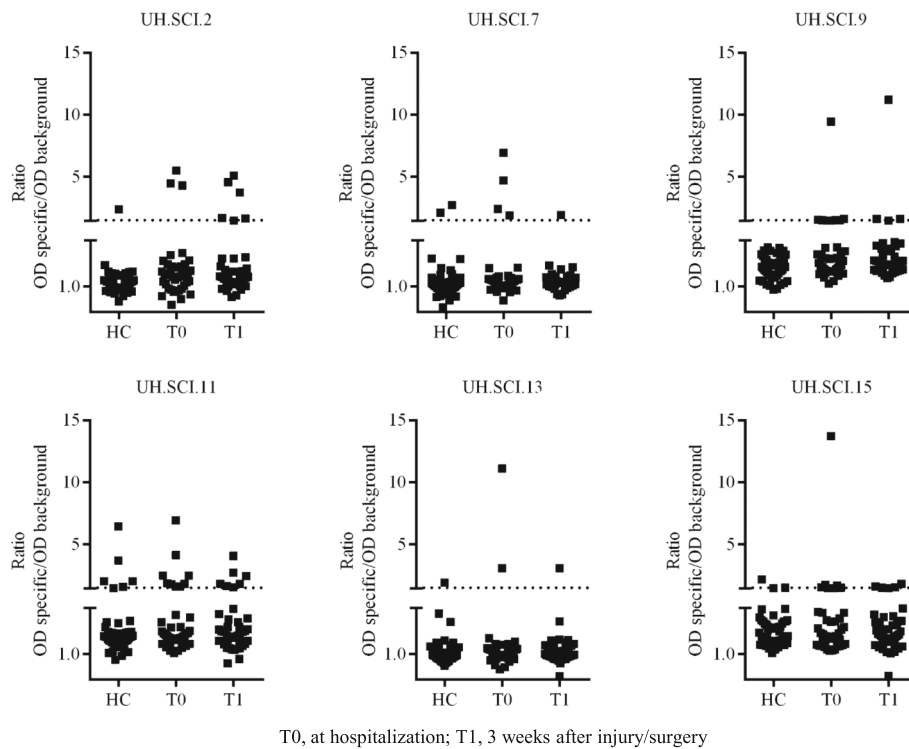 UH.SCI.2
Ratio
OD specific/OD background
15
10
5
1.0
HC T0 T1
UH.SCI.7
Ratio
OD specific/OD background
15
10
5
1.0
HC T0 T1
UH.SCI.9
Ratio
OD specific/OD background
15
10
5
1.0
HC T0 T1
UH.SCI.11
Ratio
OD specific/OD background
15
10
5
1.0
HC T0 T1
UH.SCI.13
Ratio
OD specific/OD background
15
10
5
1.0
HC T0 T1
UH.SCI.15
Ratio
OD specific/OD background
15
10
5
1.0
HC T0 T1
T0, at hospitalization; T1, 3 weeks after injury/surgery